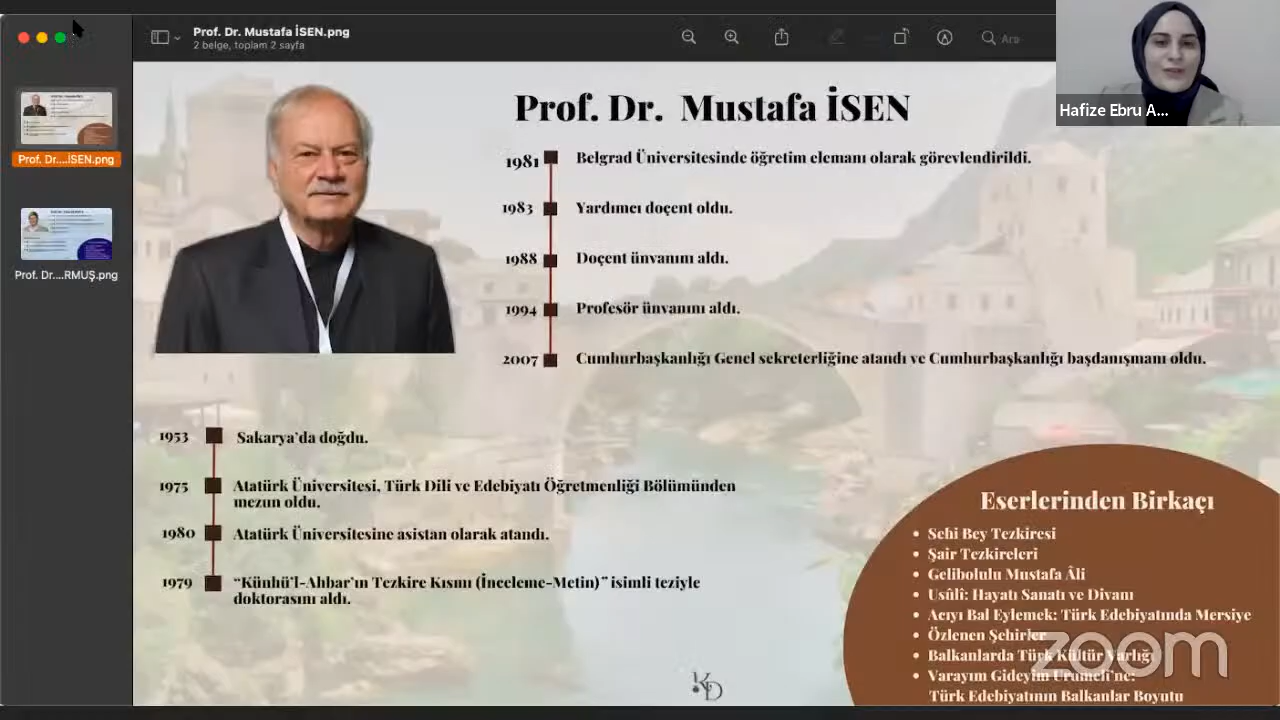 Prof. Dr. Mustafa İSEN.png
2 belge, toplam 2 sayfa
Ara
Hafize Ebru A...
Prof. Dr....İSEN.png
Prof. Dr....RMUŞ.png
Prof. Dr. Mustafa İSEN
1981 Belgrad Üniversitesinde öğretim elemanı olarak görevlendirildi.
1983 Yardımcı doçent oldu.
1988 Doçent ünvanını aldı.
1994 Profesör ünvanını aldı.
2007 Cumhurbaşkanlığı Genel sekreterliğine atandı ve Cumhurbaşkanlığı başdanışmanı oldu.
1953 Sakarya'da doğdu.
1975 Atatürk Üniversitesi, Türk Dili ve Edebiyatı Öğretmenliği Bölümünden
mezun oldu.
1980 Atatürk Üniversitesine asistan olarak atandı.
1979 “Künhü'l-Ahbar'ın Tezkire Kısmı (İnceleme-Metin)” isimli teziyle
doktorasını aldı.
Eserlerinden Birkaçı
• Sehi Bey Tezkiresi
• Şair Tezkireleri
• Gelibolulu Mustafa Âli
• Usûlî: Hayatı Sanatı ve Divanı
• Acıyı Bal Eylemek: Türk Edebiyatında Mersiye
• Özlenen Şehirler
• Balkanlarda Türk Kültür Varlığı
• Varayım Gideyim Urumeli'ne:
Türk Edebiyatının Balkanlar Boyutu
zoom
KD